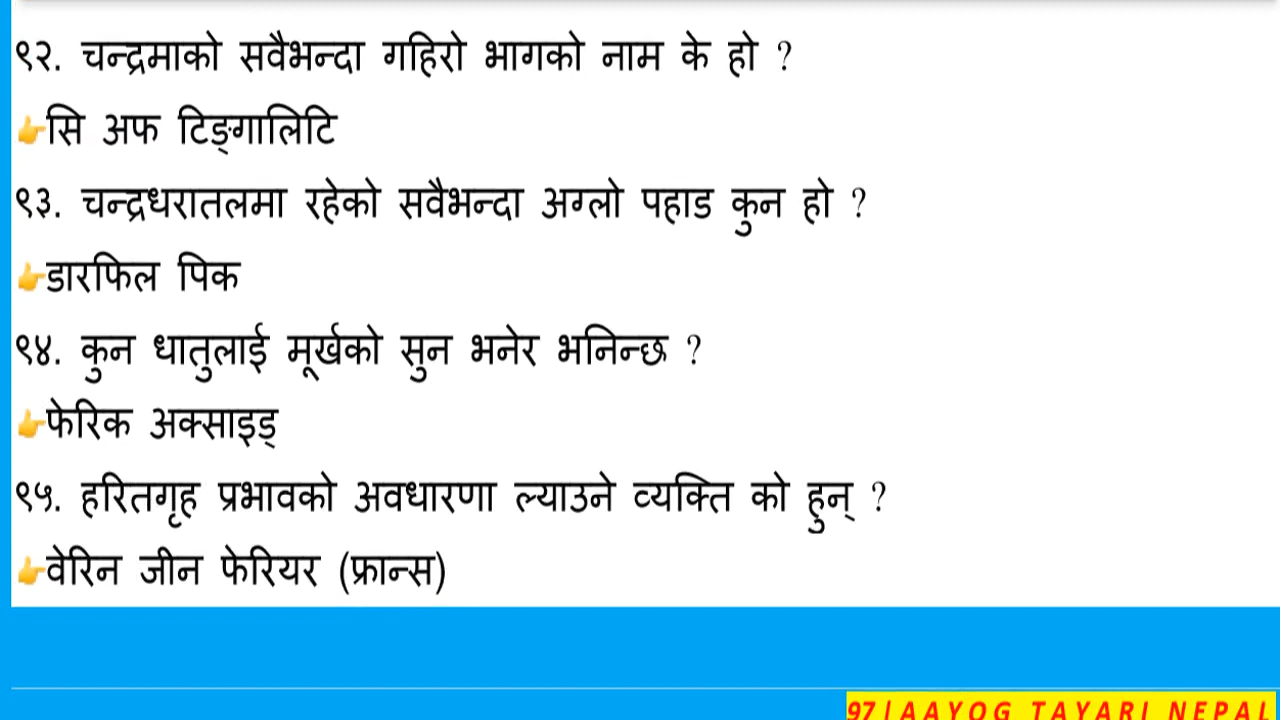 ९२. चन्द्रमाको सवैभन्दा गहिरो भागको नाम के हो ?
👉सि अफ टिङ्गालिटि
९३. चन्द्रधरातलमा रहेको सवैभन्दा अग्लो पहाड कुन हो ?
👉डारफिल पिक
९४. कुन धातुलाई मूर्खको सुन भनेर भनिन्छ ?
👉फेरिक अक्साइड्
९५. हरितगृह प्रभावको अवधारणा ल्याउने व्यक्ति को हुन् ?
👉वेरिन जीन फेरियर (फ्रान्स)
97|AAYOG TAYARI NEPAL